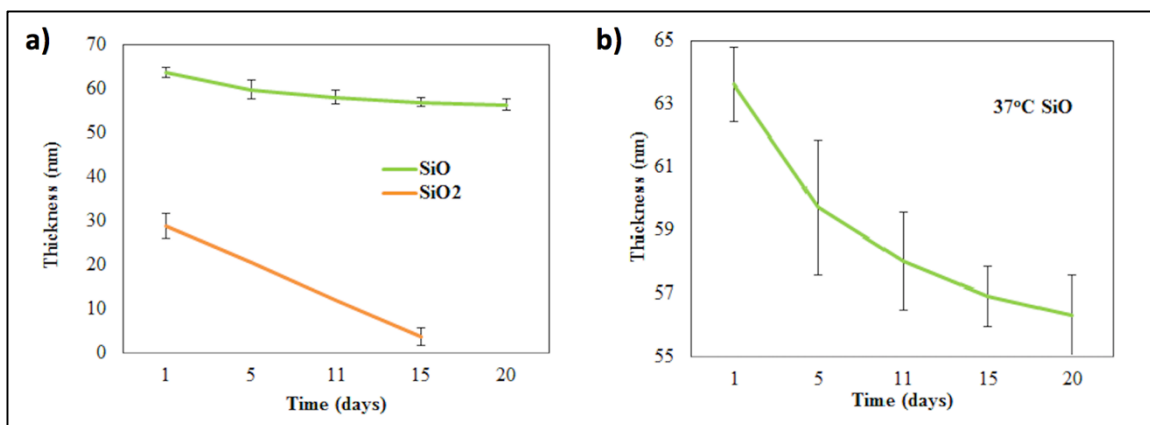 a)
70
60
50
40
30
20
10
0
Thickness (nm)
SiO
SiO2
1 5 11 15 20
Time (days)
b)
65
63
61
59
57
55
Thickness (nm)
37°C SiO
1 5 11 15 20
Time (days)